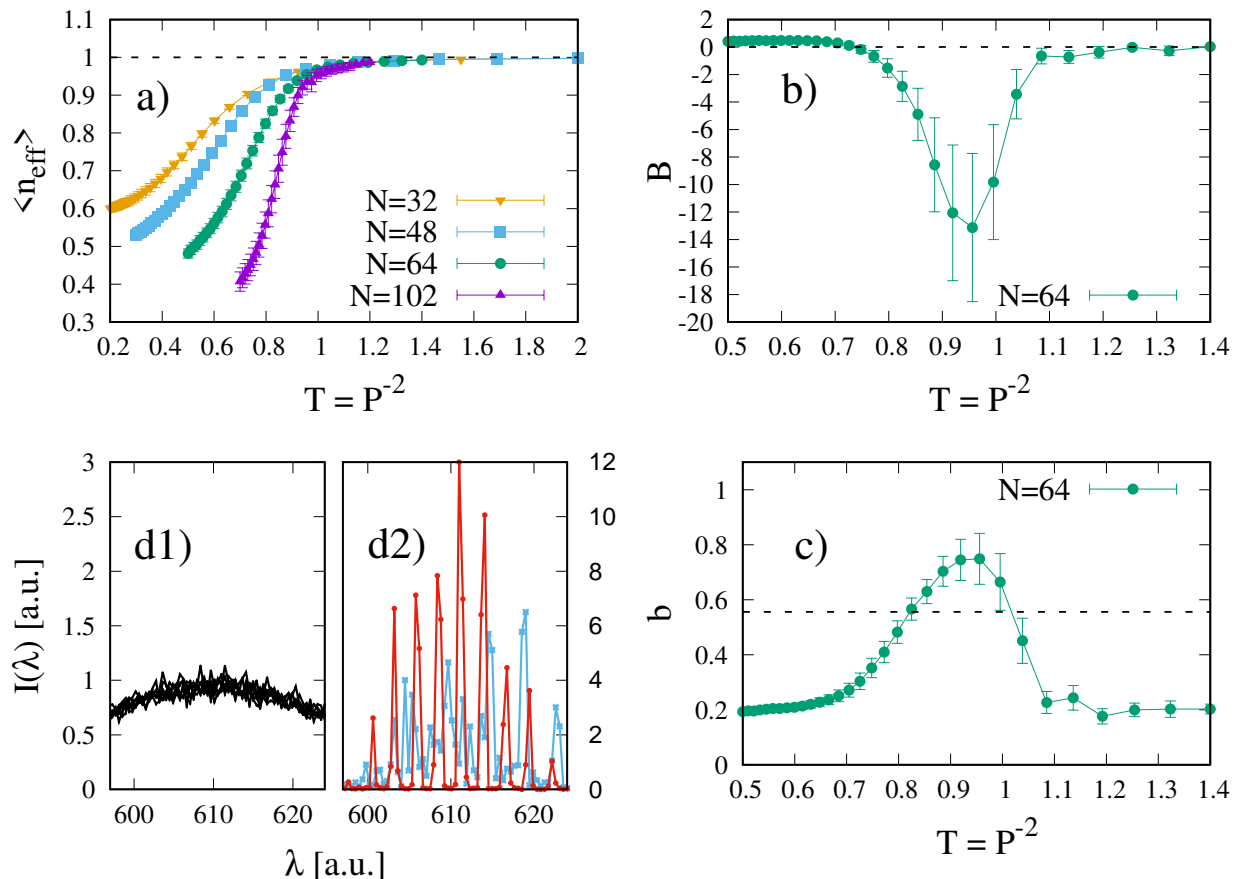 1.1
1
0.9
0.8
0.7
0.6
0.5
0.4
0.3
<n_eff>
a)
N=32
N=48
N=64
N=102
0.2 0.4 0.6 0.8 1 1.2 1.4 1.6 1.8 2
T = P^-2
2
0
-2
-4
-6
-8
-10
-12
-14
-16
-18
-20
B
b)
N=64
0.5 0.6 0.7 0.8 0.9 1 1.1 1.2 1.3 1.4
T = P^-2
3
2.5
2
1.5
1
0.5
0
I(λ) [a.u.]
d1)
600 610 620
d2)
12
10
8
6
4
2
0
600 610 620
λ [a.u.]
1
0.8
0.6
0.4
0.2
0
b
c)
N=64
0.5 0.6 0.7 0.8 0.9 1 1.1 1.2 1.3 1.4
T = P^-2